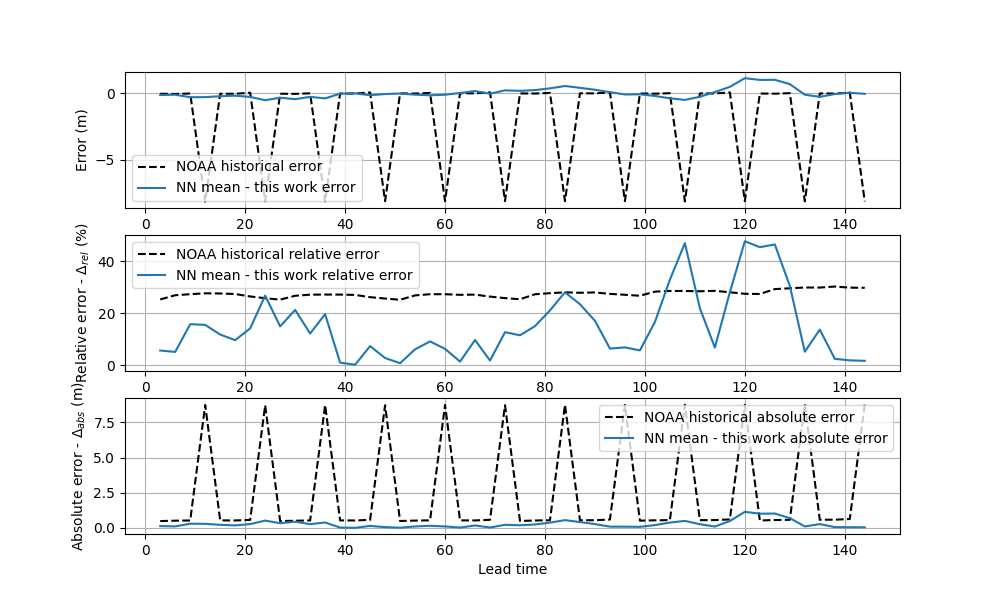 Error (m)
0
−5
NOAA historical error
NN mean - this work error
0 20 40 60 80 100 120 140
Relative error - Δrel (%)
40
20
0
NOAA historical relative error
NN mean - this work relative error
0 20 40 60 80 100 120 140
Absolute error - Δabs (m)
7.5
5.0
2.5
0.0
NOAA historical absolute error
NN mean - this work absolute error
0 20 40 60 80 100 120 140
Lead time